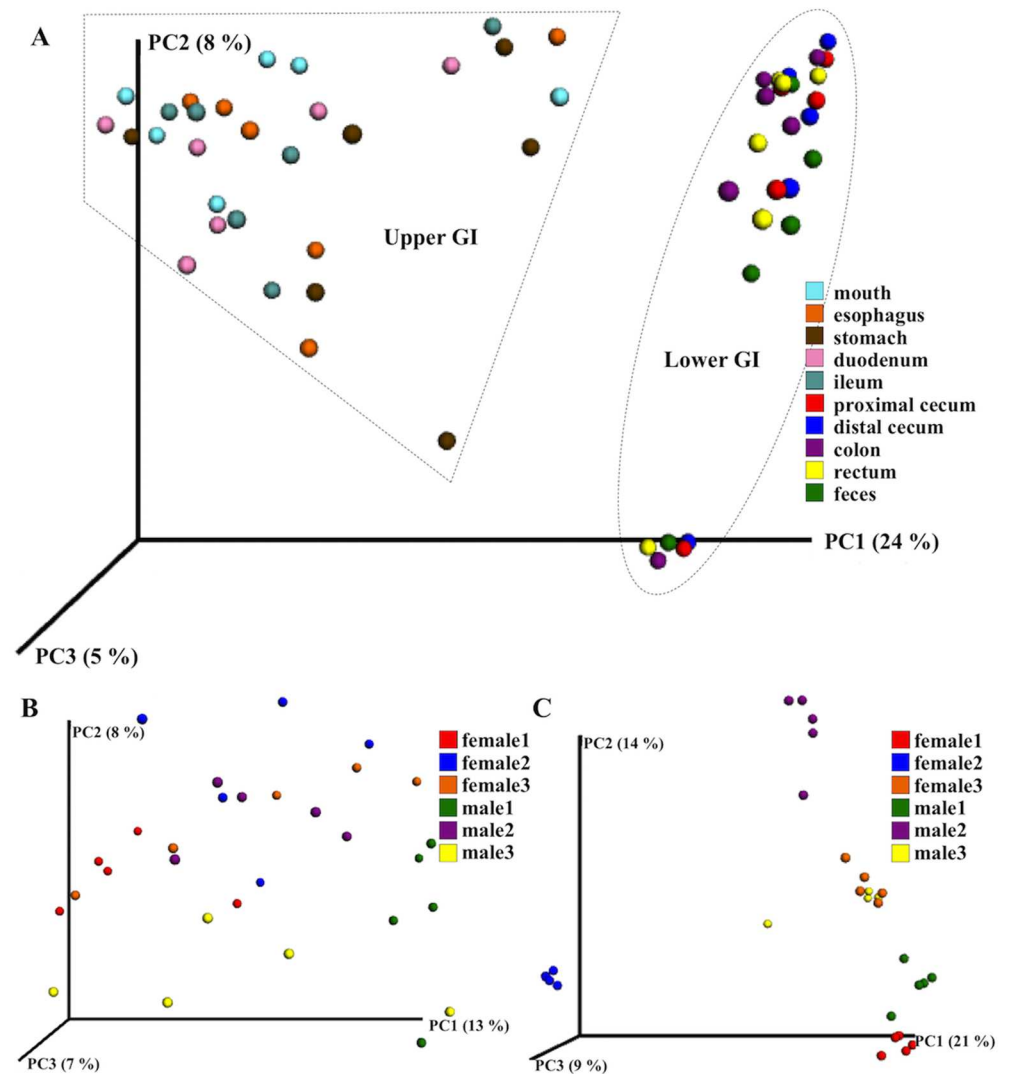 A
PC2 (8 %)
Upper GI
Lower GI
mouth
esophagus
stomach
duodenum
ileum
proximal cecum
distal cecum
colon
rectum
feces
PC1 (24 %)
PC3 (5 %)
B
PC2 (8 %)
female1
female2
female3
male1
male2
male3
PC1 (13 %)
PC3 (7 %)
C
PC2 (14 %)
female1
female2
female3
male1
male2
male3
PC1 (21 %)
PC3 (9 %)